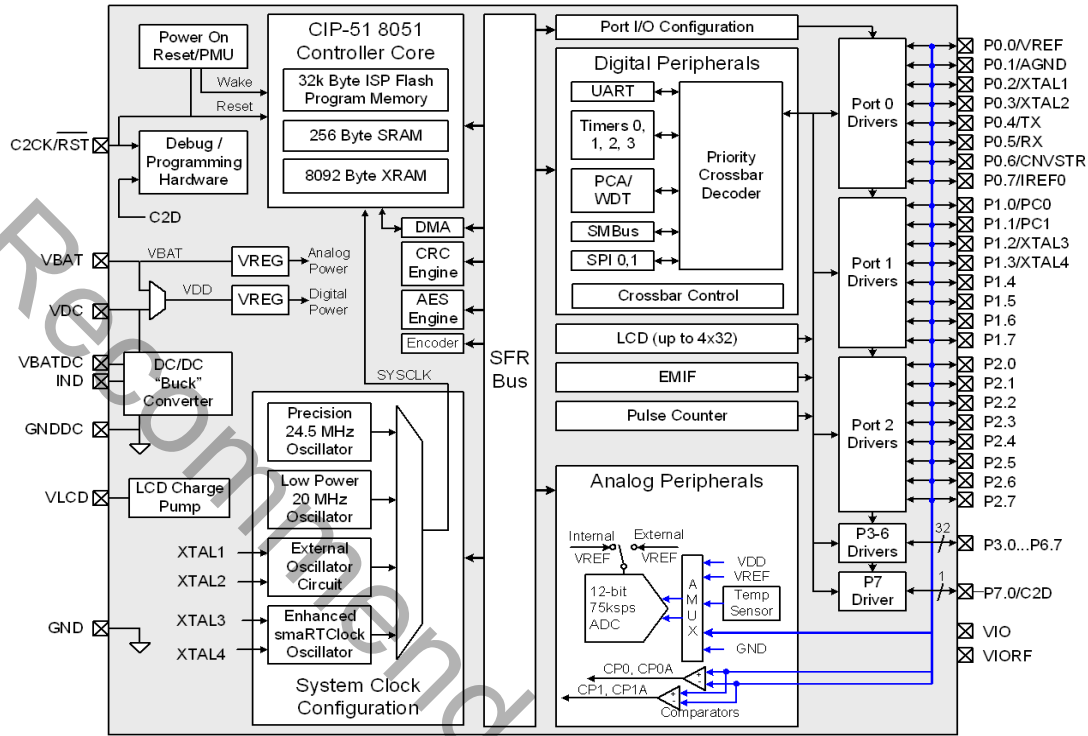 Power On
Reset/PMU
Wake
Reset
C2CK/RST
Debug /
Programming
Hardware
C2D
VBAT
VBAT
VREG
Analog
Power
VDD
VREG
Digital
Power
VDC
VBATDC
IND
DC/DC
"Buck"
Converter
GNDDC
VLCD
LCD Charge
Pump
GND
CIP-51 8051
Controller Core
32k Byte ISP Flash
Program Memory
256 Byte SRAM
8092 Byte XRAM
DMA
CRC
Engine
AES
Engine
Encoder
SYSCLK
Precision
24.5 MHz
Oscillator
Low Power
20 MHz
Oscillator
XTAL1
XTAL2
External
Oscillator
Circuit
XTAL3
XTAL4
Enhanced
smaRTClock
Oscillator
System Clock
Configuration
SFR
Bus
Port I/O Configuration
Digital Peripherals
UART
Timers 0,
1, 2, 3
PCA/
WDT
SMBus
SPI 0,1
Priority
Crossbar
Decoder
Crossbar Control
LCD (up to 4x32)
EMIF
Pulse Counter
Analog Peripherals
Internal
VREF
External
VREF
12-bit
75ksps
ADC
A
M
U
X
VDD
VREF
Temp
Sensor
GND
CP0, CP0A
CP1, CP1A
+
-
+
-
Comparators
Port 0
Drivers
Port 1
Drivers
Port 2
Drivers
P3-6
Drivers
P7
Driver
32
1
P0.0/VREF
P0.1/AGND
P0.2/XTAL1
P0.3/XTAL2
P0.4/TX
P0.5/RX
P0.6/CNVSTR
P0.7/IREF0
P1.0/PC0
P1.1/PC1
P1.2/XTAL3
P1.3/XTAL4
P1.4
P1.5
P1.6
P1.7
P2.0
P2.1
P2.2
P2.3
P2.4
P2.5
P2.6
P2.7
P3.0...P6.7
P7.0/C2D
VIO
VIORF
Recommend